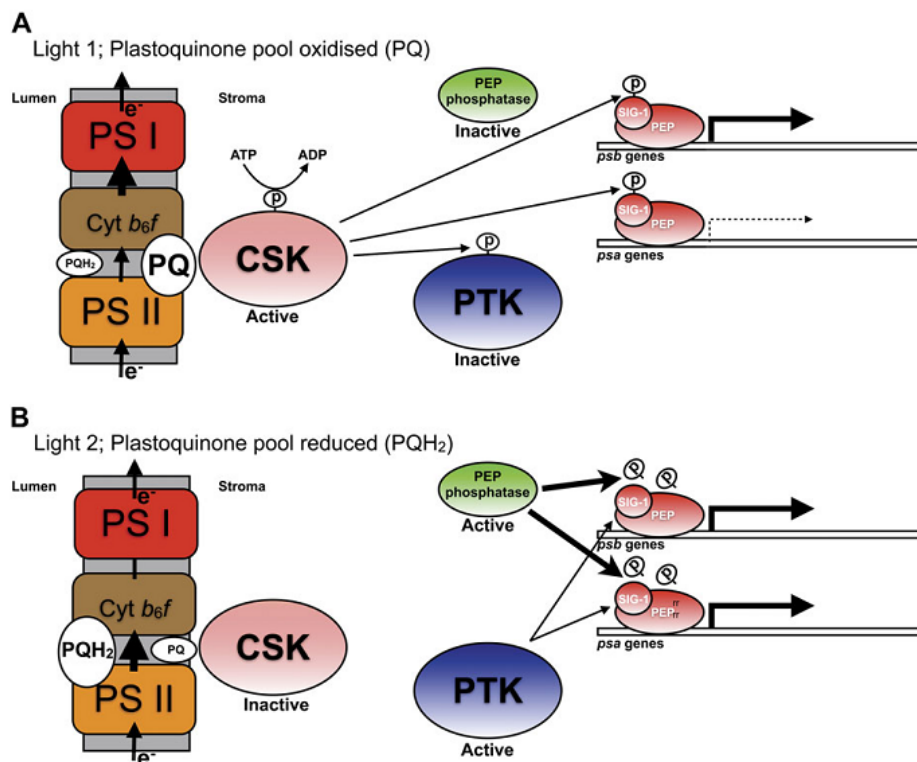 A
Light 1; Plastoquinone pool oxidised (PQ)
Lumen
Stroma
e-
PS I
Cyt b6f
PQH2
PQ
PS II
e-
ATP
ADP
p
CSK
Active
PEP
phosphatase
Inactive
p
PTK
Inactive
p
SIG-1
PEP
psb genes
p
SIG-1
PEP
psa genes
B
Light 2; Plastoquinone pool reduced (PQH2)
Lumen
Stroma
e-
PS I
Cyt b6f
PQH2
PQ
PS II
e-
CSK
Inactive
PEP
phosphatase
Active
PTK
Active
P
P
SIG-1
PEP
psb genes
P
P
SIG-1
PEP
rr
rr
psa genes